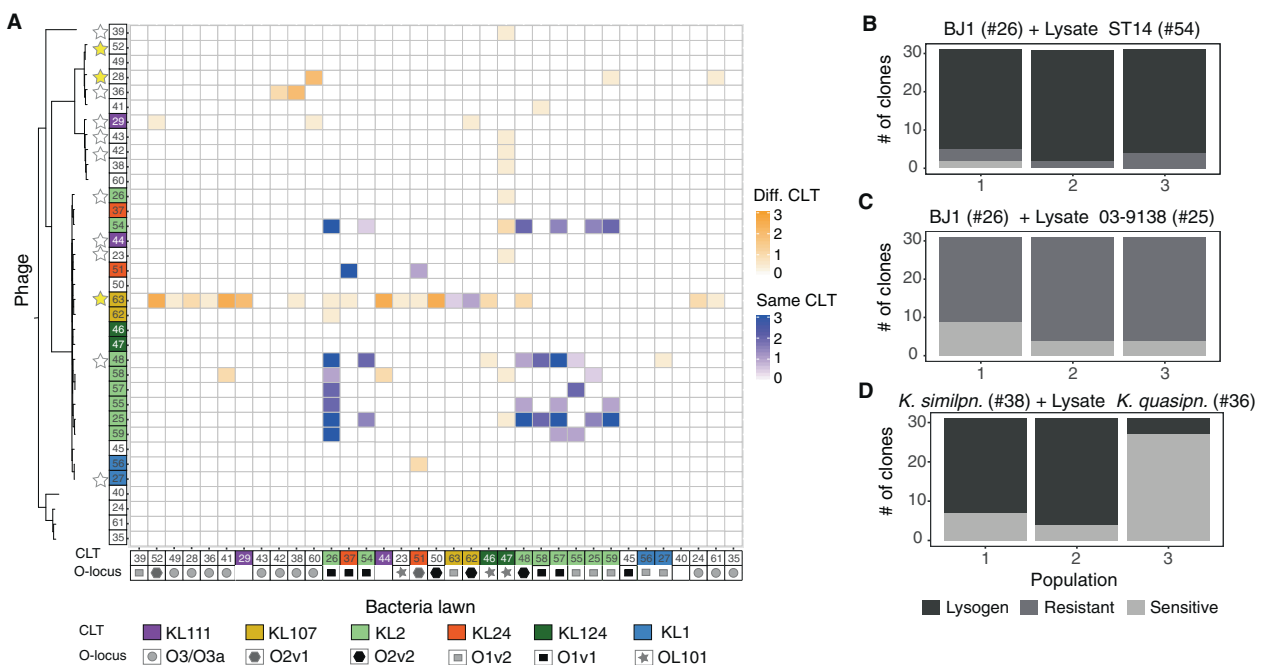 A
Phage
39
52
49
28
36
41
29
43
42
38
60
26
37
54
44
23
51
50
63
62
46
47
48
58
57
55
25
59
45
56
27
40
24
61
35
CLT 39 52 49 28 36 41 29 43 42 38 60 26 37 54 44 23 51 50 63 62 46 47 48 58 57 55 25 59 45 56 27 40 24 61 35
O-locus
Bacteria lawn
CLT KL111 KL107 KL2 KL24 KL124 KL1
O-locus O3/O3a O2v1 O2v2 O1v2 O1v1 OL101
Diff. CLT
3
2
1
0
Same CLT
3
2
1
0
B
BJ1 (#26) + Lysate ST14 (#54)
# of clones
30
20
10
0
1 2 3
C
BJ1 (#26) + Lysate 03-9138 (#25)
# of clones
30
20
10
0
1 2 3
D
K. similpn. (#38) + Lysate K. quasipn. (#36)
# of clones
30
20
10
0
1 2 3
Population
Lysogen Resistant Sensitive